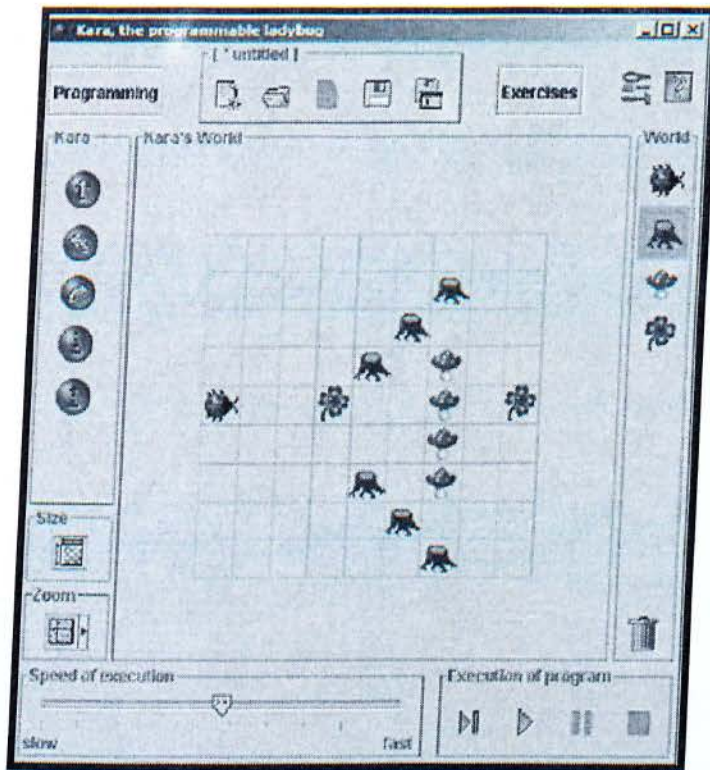 Kara, the programmable ladybug
[ * untitled ]
Programming
Exercises
Kara
Kara's World
World
Size
Zoom
Speed of execution
slow
fast
Execution of program